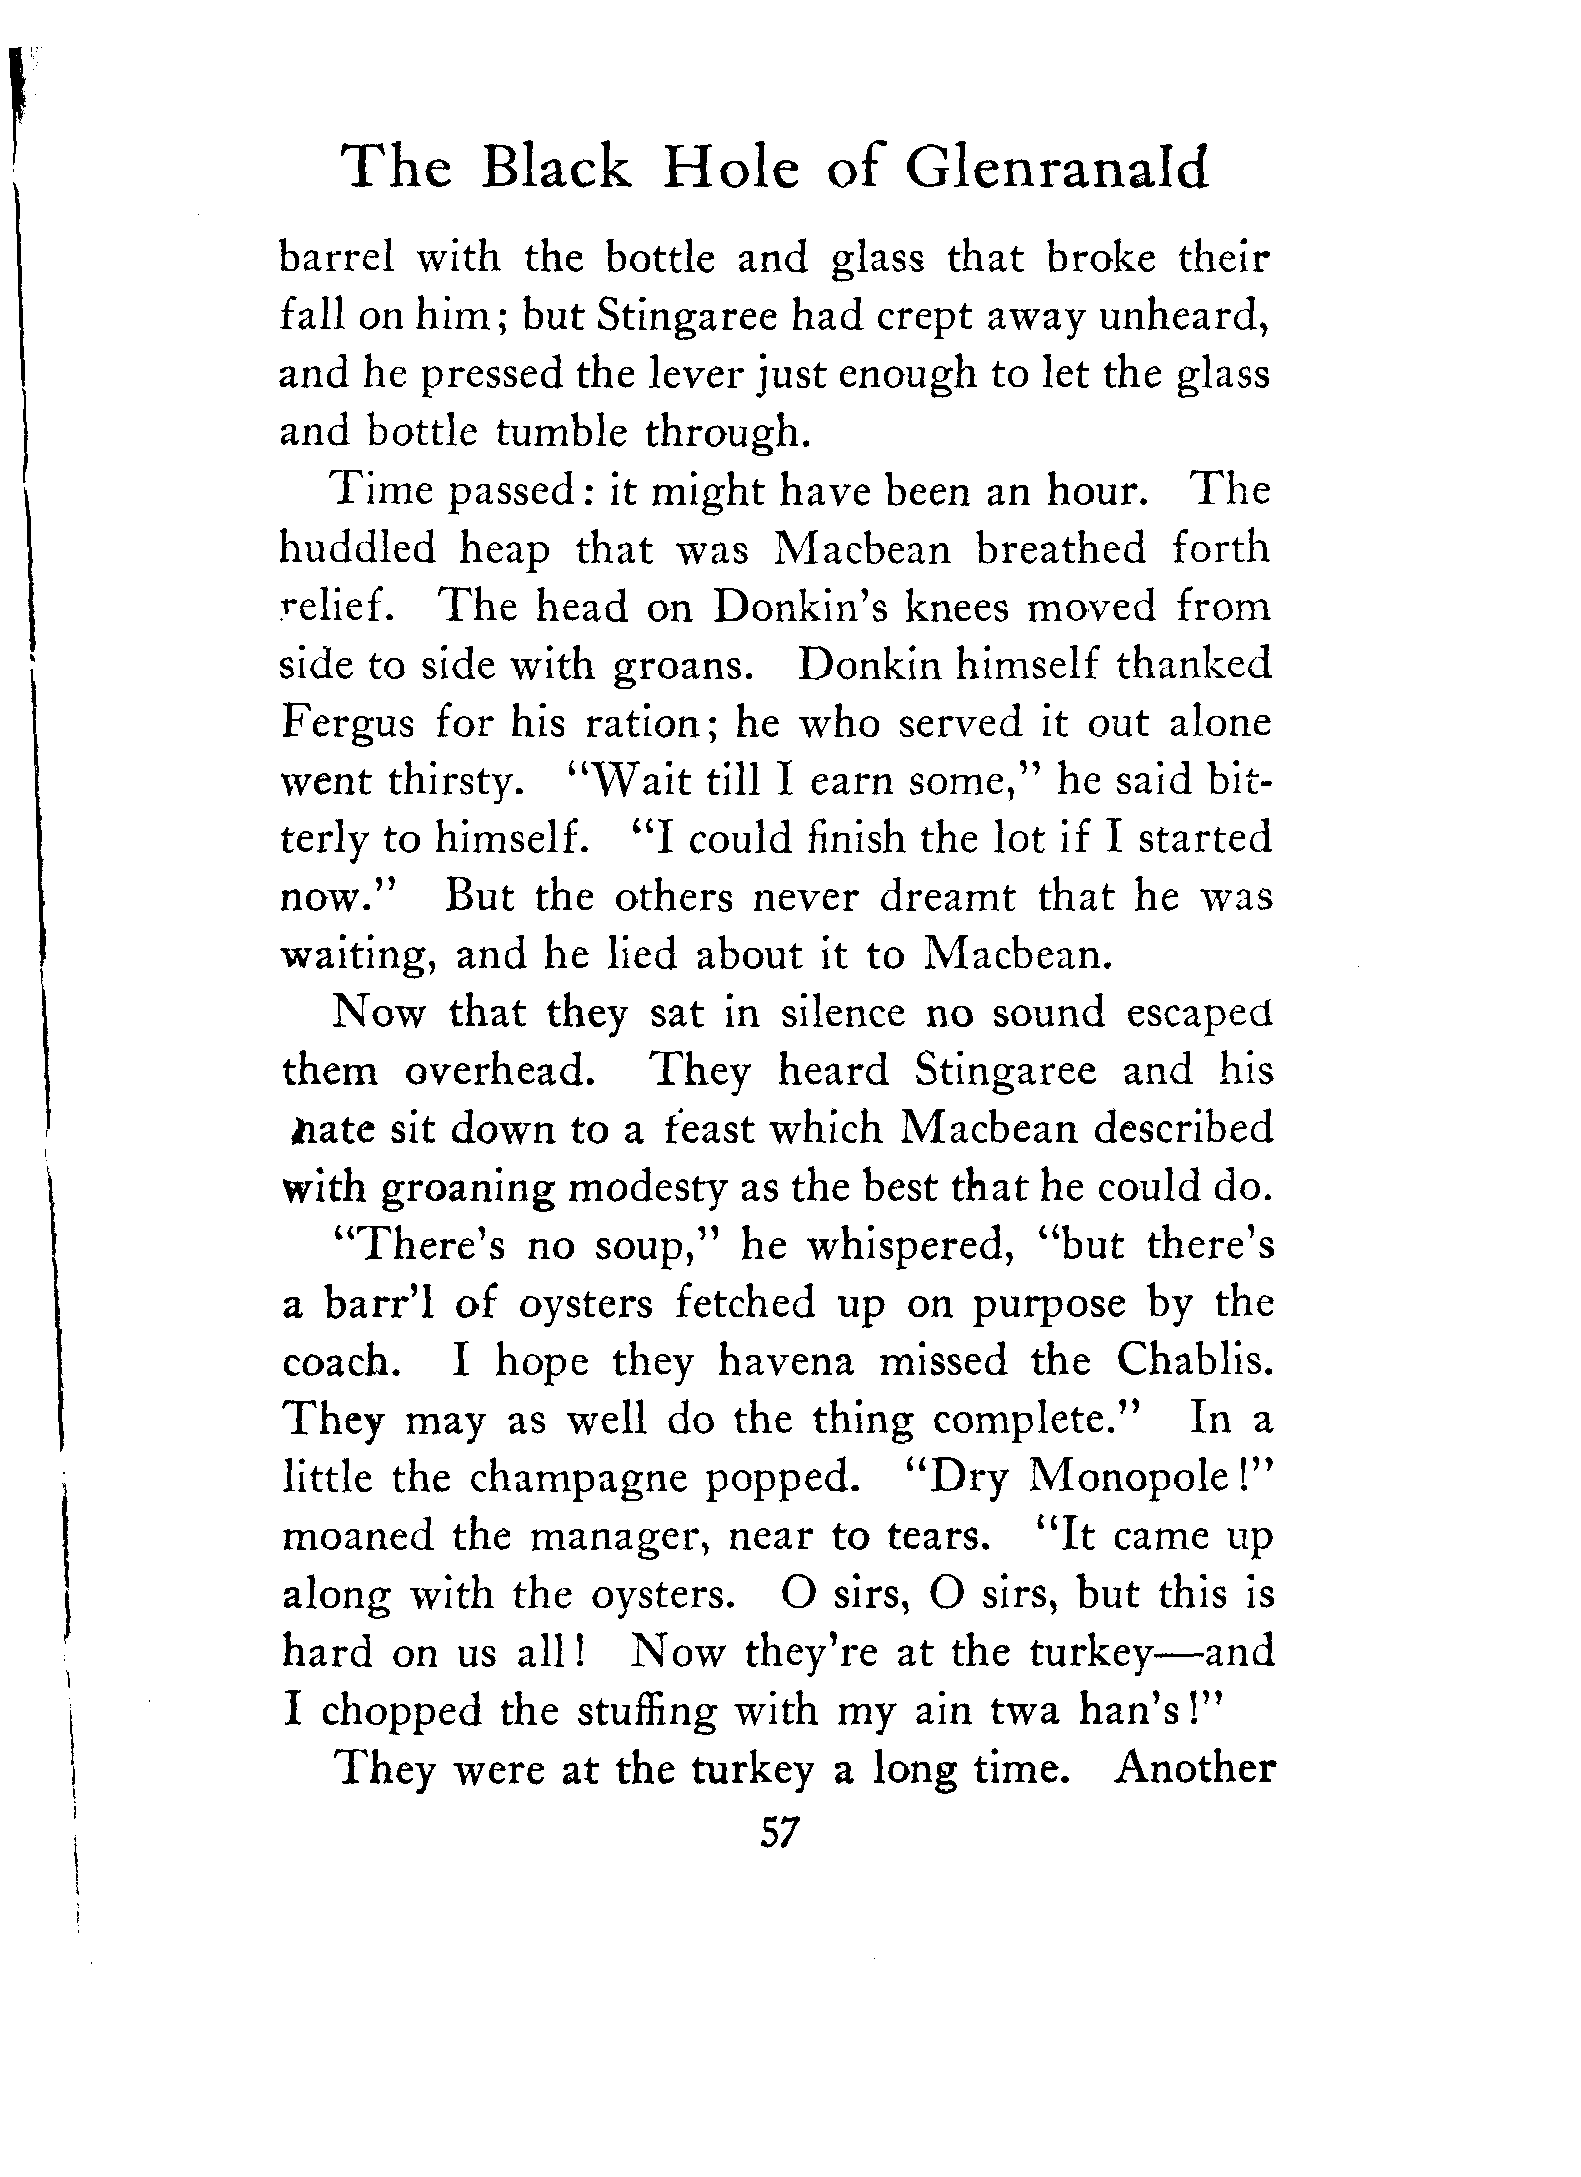 The Black Hole of Glenranald
barrel with the bottle and glass that broke their
fall on him; but Stingaree had crept away unheard,
and he pressed the lever just enough to let the glass
and bottle tumble through.
Time passed: it might have been an hour. The
huddled heap that was Macbean breathed forth
relief. The head on Donkin's knees moved from
side to side with groans. Donkin himself thanked
Fergus for his ration; he who served it out alone
went thirsty. "Wait till I earn some," he said bit-
terly to himself. "I could finish the lot if I started
now." But the others never dreamt that he was
waiting, and he lied about it to Macbean.
Now that they sat in silence no sound escaped
them overhead. They heard Stingaree and his
mate sit down to a feast which Macbean described
with groaning modesty as the best that he could do.
"There's no soup," he whispered, "but there's
a barr'l of oysters fetched up on purpose by the
coach. I hope they havena missed the Chablis.
They may as well do the thing complete." In a
little the champagne popped. "Dry Monopole!"
moaned the manager, near to tears. "It came up
along with the oysters. O sirs, O sirs, but this is
hard on us all! Now they're at the turkey—and
I chopped the stuffing with my ain twa han's!"
They were at the turkey a long time. Another
57